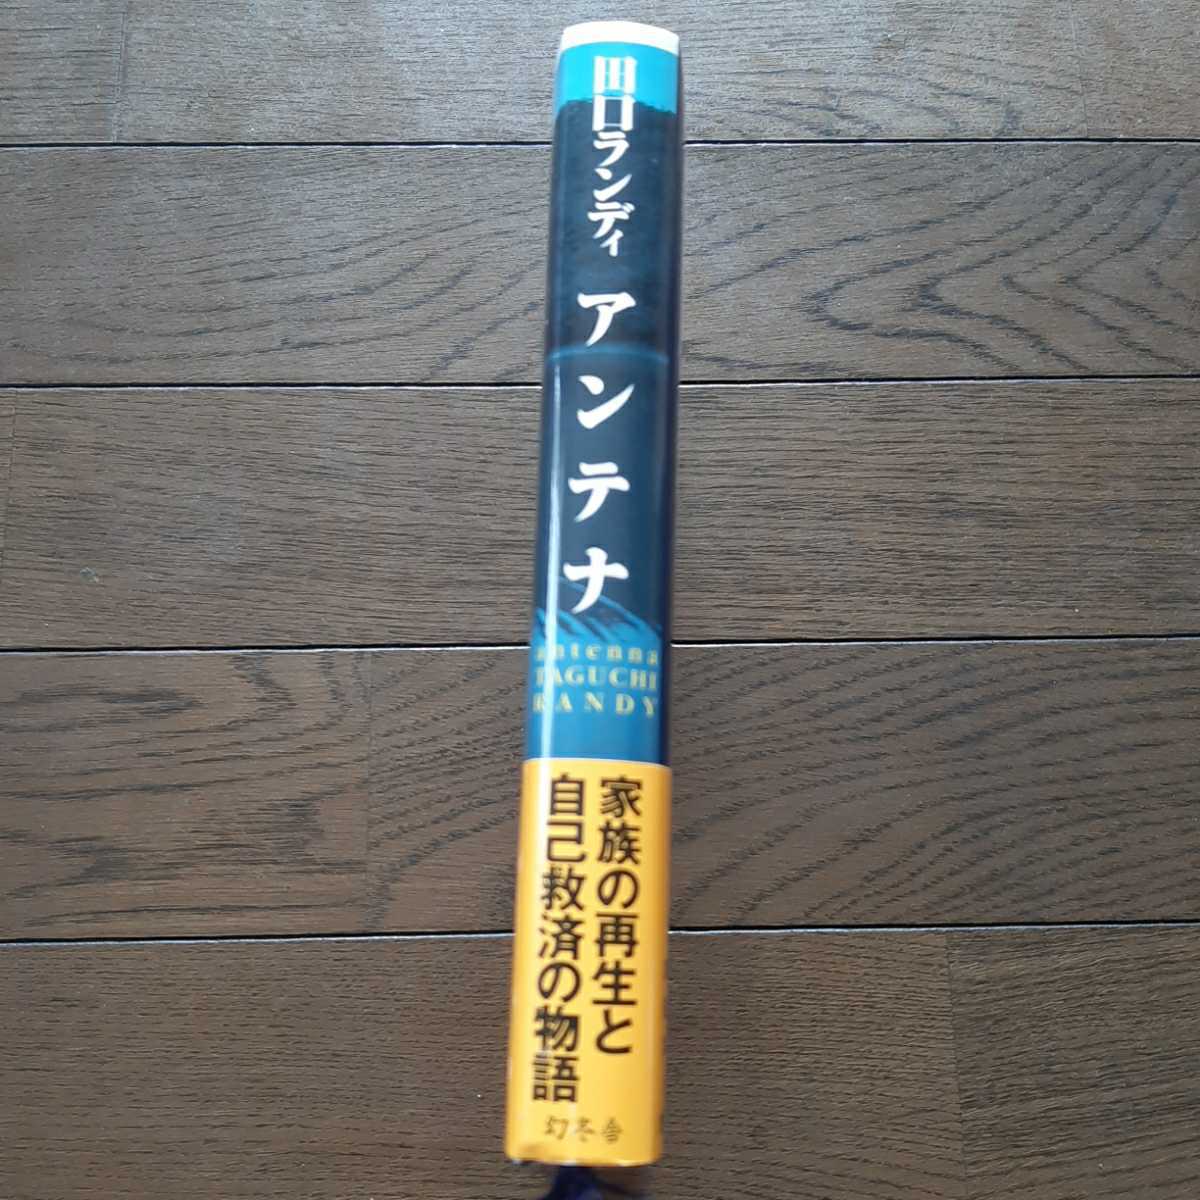 田口ランディ
アンテナ
antenna
TAGUCHI
RANDY
家族の再生と
自己救済の物語
幻冬舎